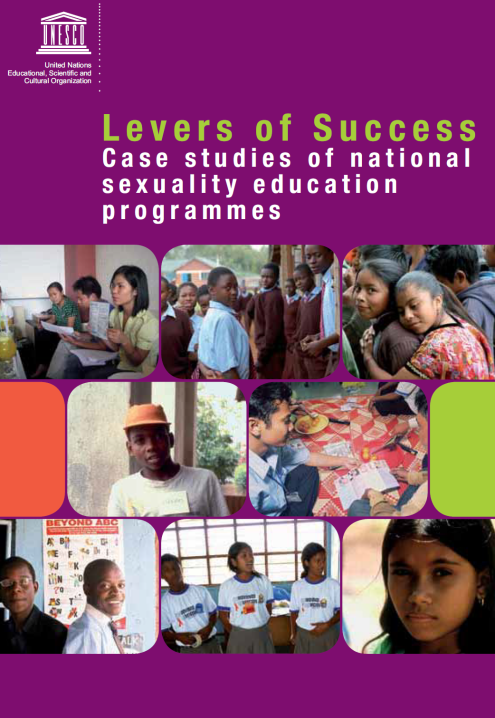 UNESCO
United Nations
Educational, Scientific and
Cultural Organization
Levers of Success
Case studies of national
sexuality education
programmes
BEYOND ABC